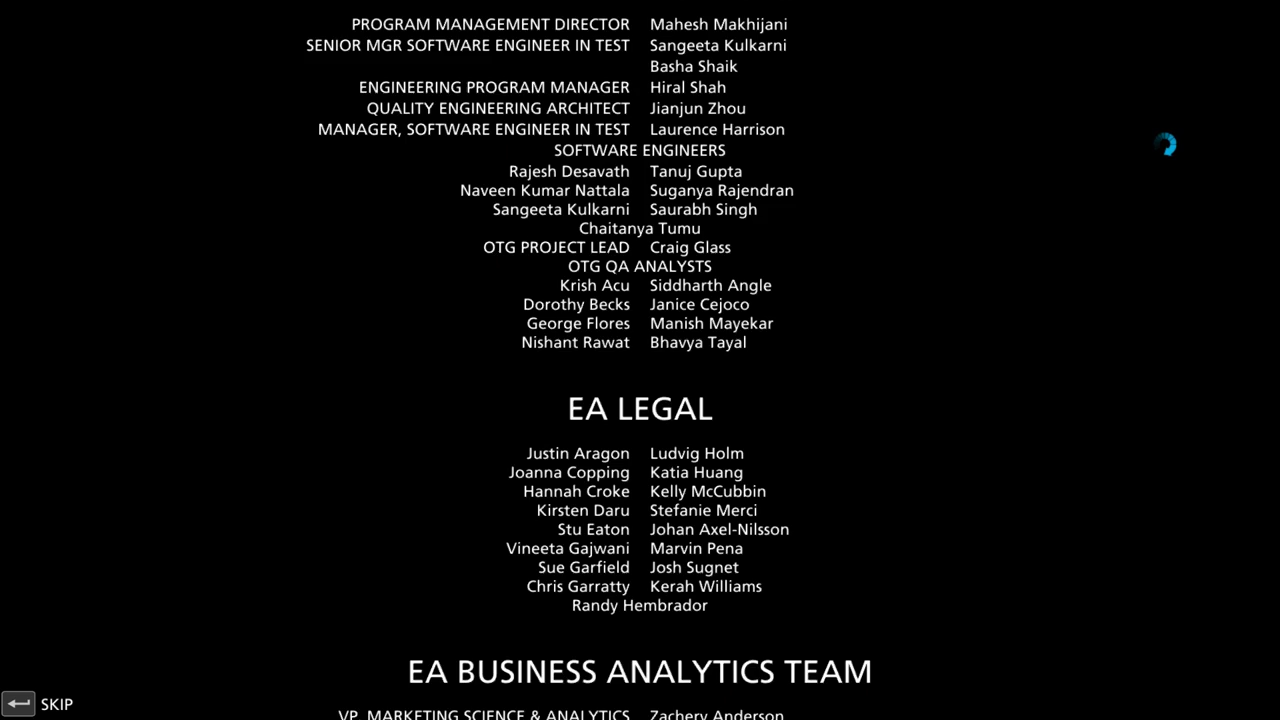 PROGRAM MANAGEMENT DIRECTOR Mahesh Makhijani
SENIOR MGR SOFTWARE ENGINEER IN TEST Sangeeta Kulkarni
Basha Shaik
ENGINEERING PROGRAM MANAGER Hiral Shah
QUALITY ENGINEERING ARCHITECT Jianjun Zhou
MANAGER, SOFTWARE ENGINEER IN TEST Laurence Harrison
SOFTWARE ENGINEERS
Rajesh Desavath Tanuj Gupta
Naveen Kumar Nattala Suganya Rajendran
Sangeeta Kulkarni Saurabh Singh
Chaitanya Tumu
OTG PROJECT LEAD Craig Glass
OTG QA ANALYSTS
Krish Acu Siddharth Angle
Dorothy Becks Janice Cejoco
George Flores Manish Mayekar
Nishant Rawat Bhavya Tayal
EA LEGAL
Justin Aragon Ludvig Holm
Joanna Copping Katia Huang
Hannah Croke Kelly McCubbin
Kirsten Daru Stefanie Merci
Stu Eaton Johan Axel-Nilsson
Vineeta Gajwani Marvin Pena
Sue Garfield Josh Sugnet
Chris Garratty Kerah Williams
Randy Hembrador
EA BUSINESS ANALYTICS TEAM
SKIP
VP, MARKETING SCIENCE & ANALYTICS Zachery Anderson